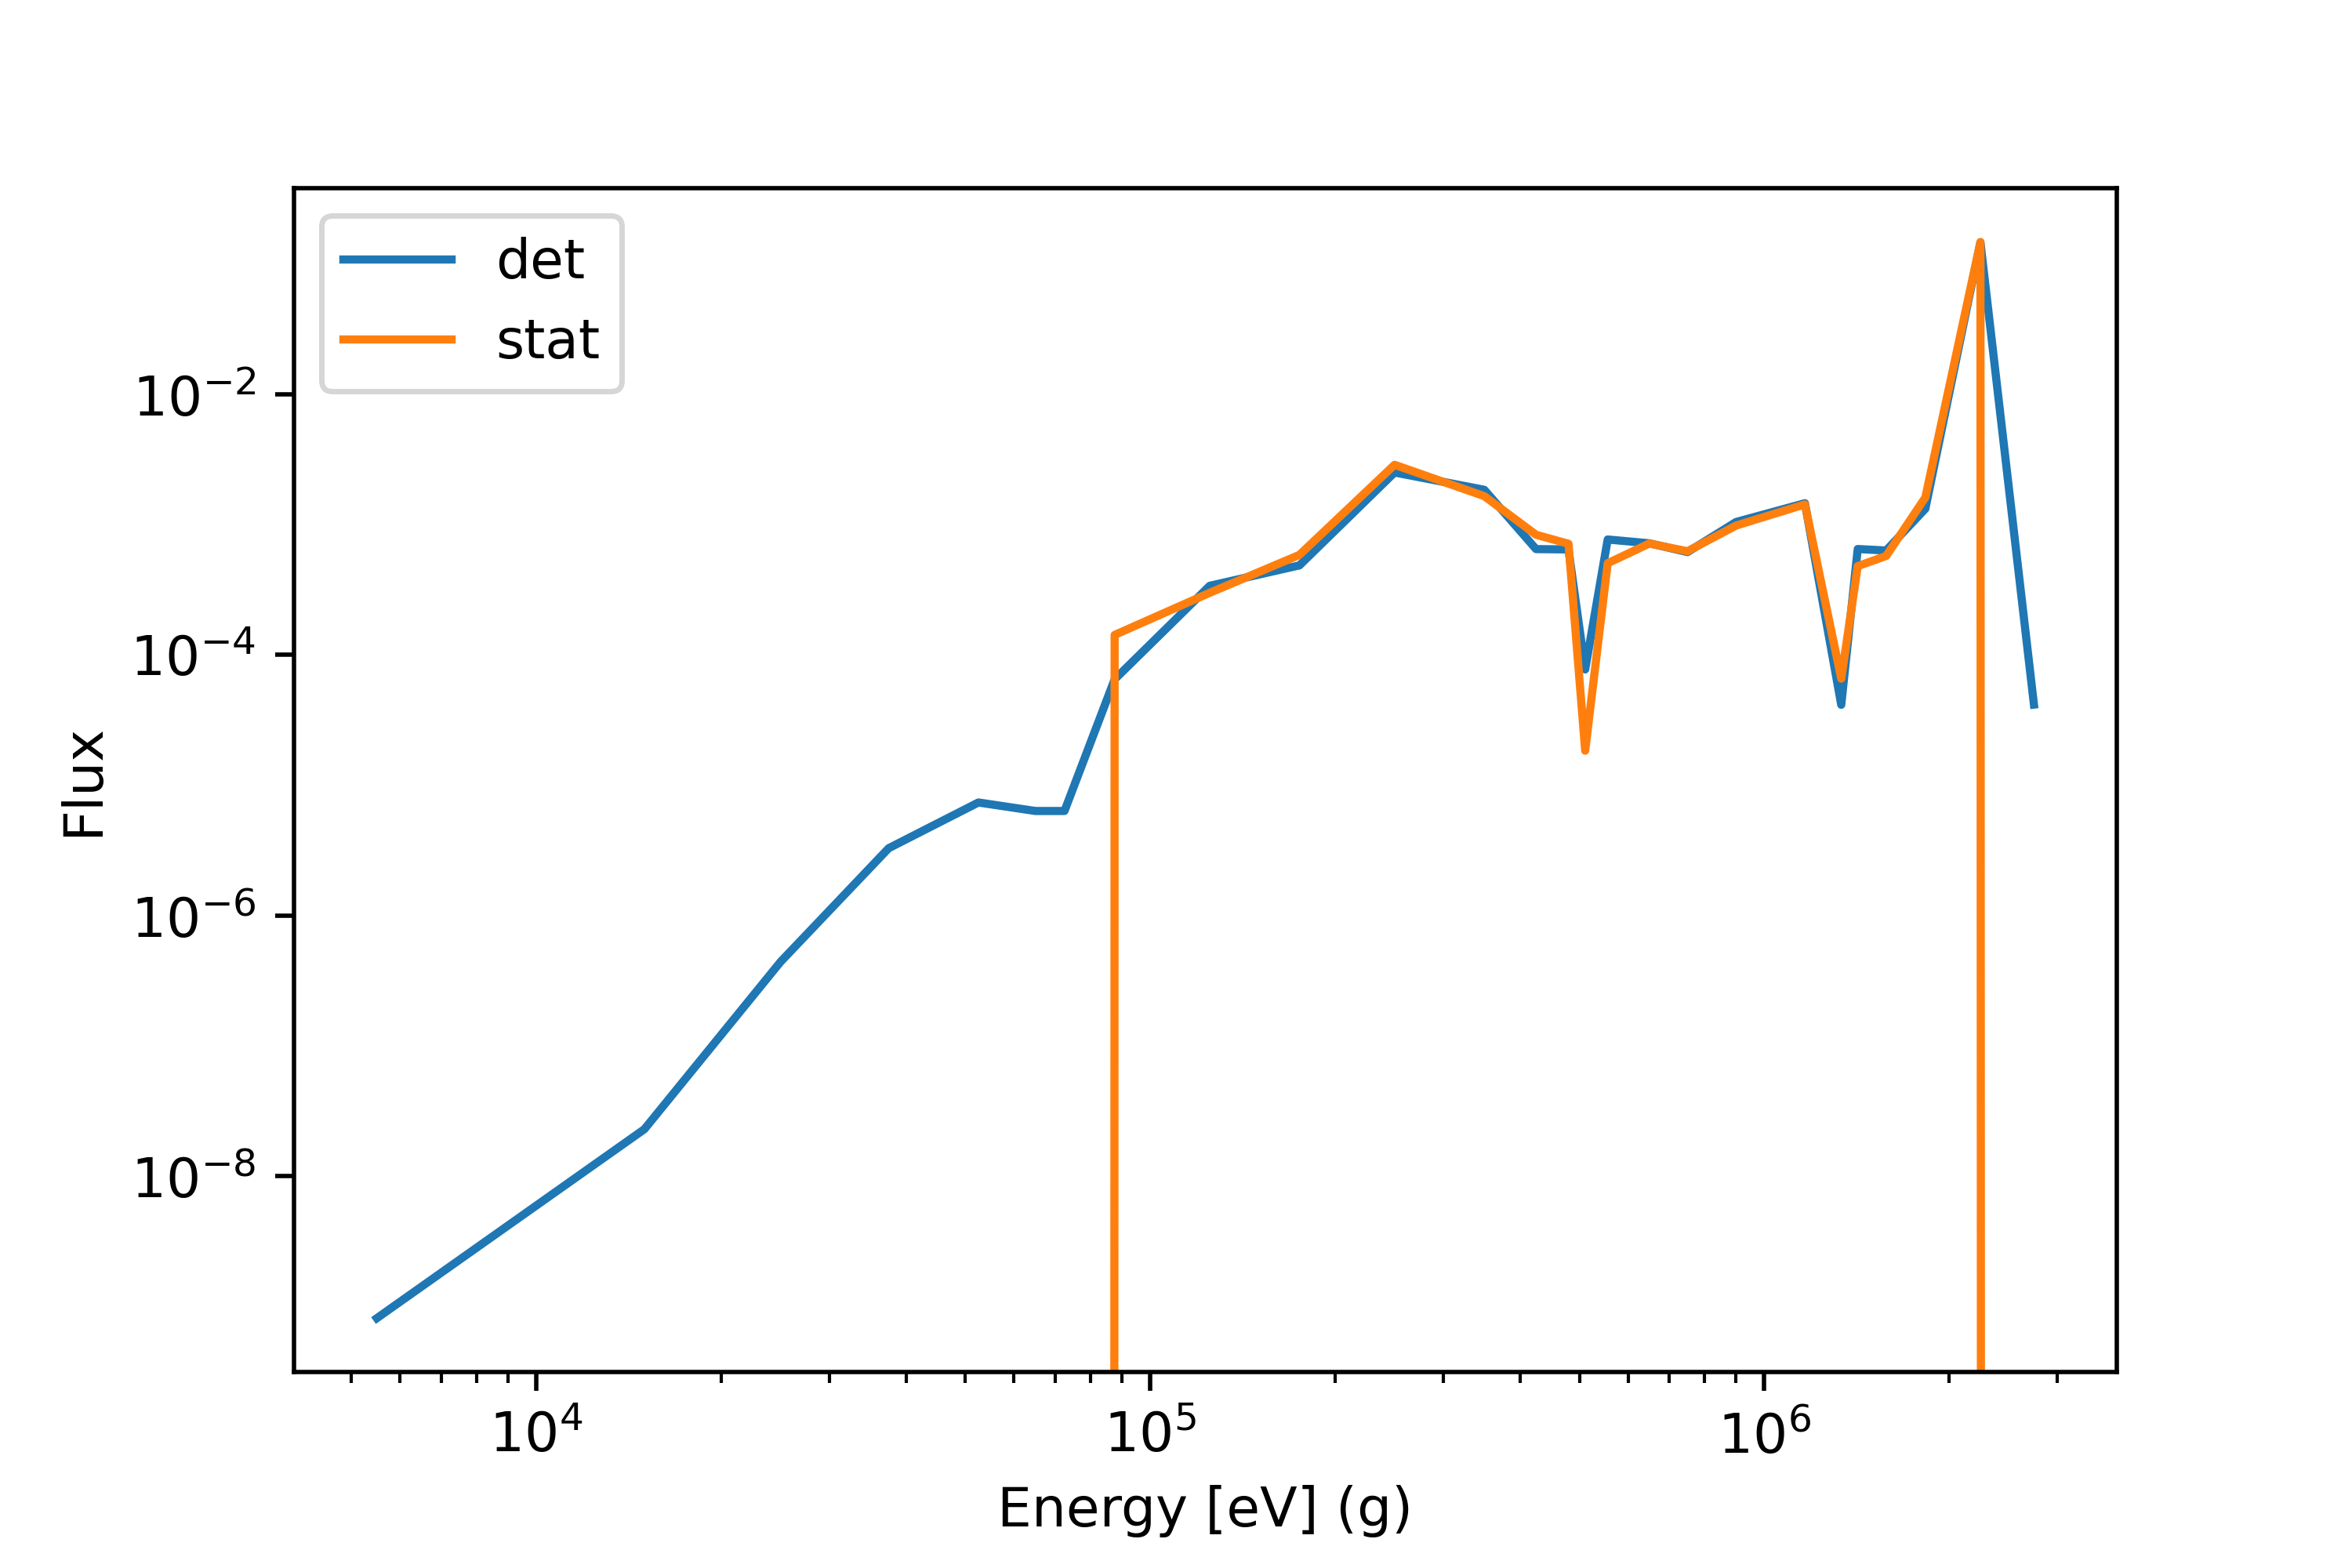 det
stat
10⁻²
10⁻⁴
10⁻⁶
10⁻⁸
Flux
10⁴ 10⁵ 10⁶
Energy [eV] (g)